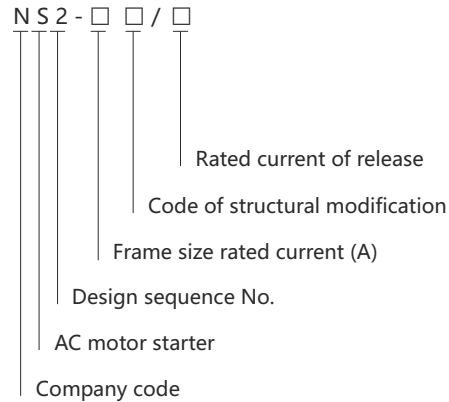 NS2-□ □/□
Rated current of release
Code of structural modification
Frame size rated current (A)
Design sequence No.
AC motor starter
Company code